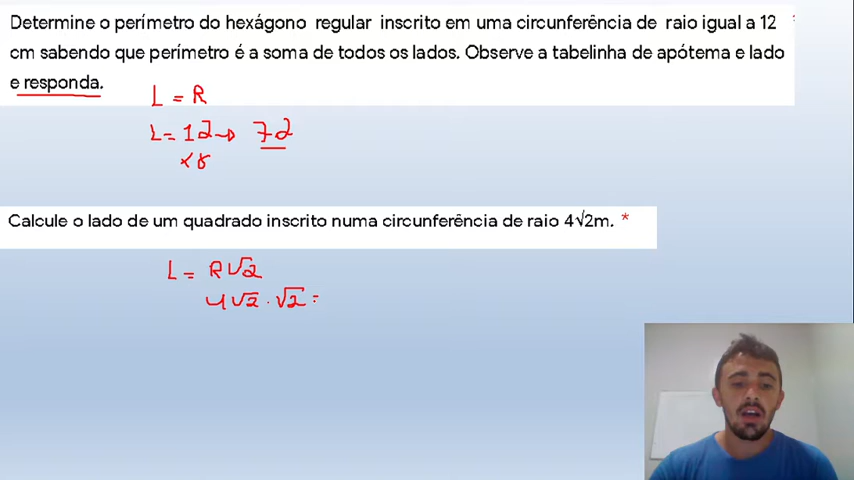 Determine o perímetro do hexágono regular inscrito em uma circunferência de raio igual a 12 *
cm sabendo que perímetro é a soma de todos os lados. Observe a tabelinha de apótema e lado
e responda.
L = R
L = 12 → 72
×6
Calcule o lado de um quadrado inscrito numa circunferência de raio 4√2m. *
L = R√2
4√2 . √2 =